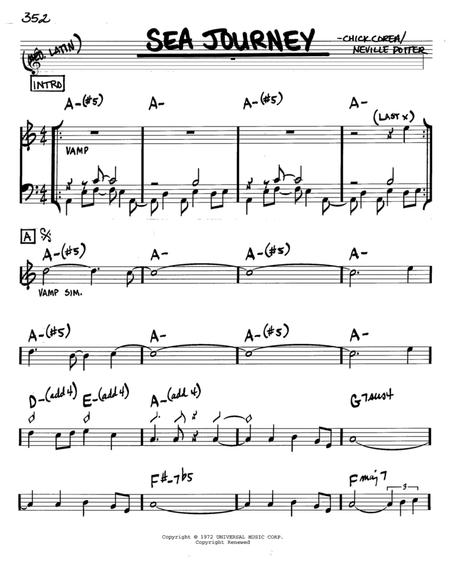 352
(MED. LATIN)
SEA JOURNEY
-CHICK COREA/
NEVILLE POTTER
INTRO
A-(#5) A- A-(#5) A-
(LAST X)
VAMP
A
A-(#5) A- A-(#5) A-
VAMP SIM.
A-(#5) A- A-(#5) A-
D-(add 4) E-(add 4) A-(add 4) G7sus4
F#-7b5 Fmaj7
3
Copyright © 1972 UNIVERSAL MUSIC CORP.
Copyright Renewed